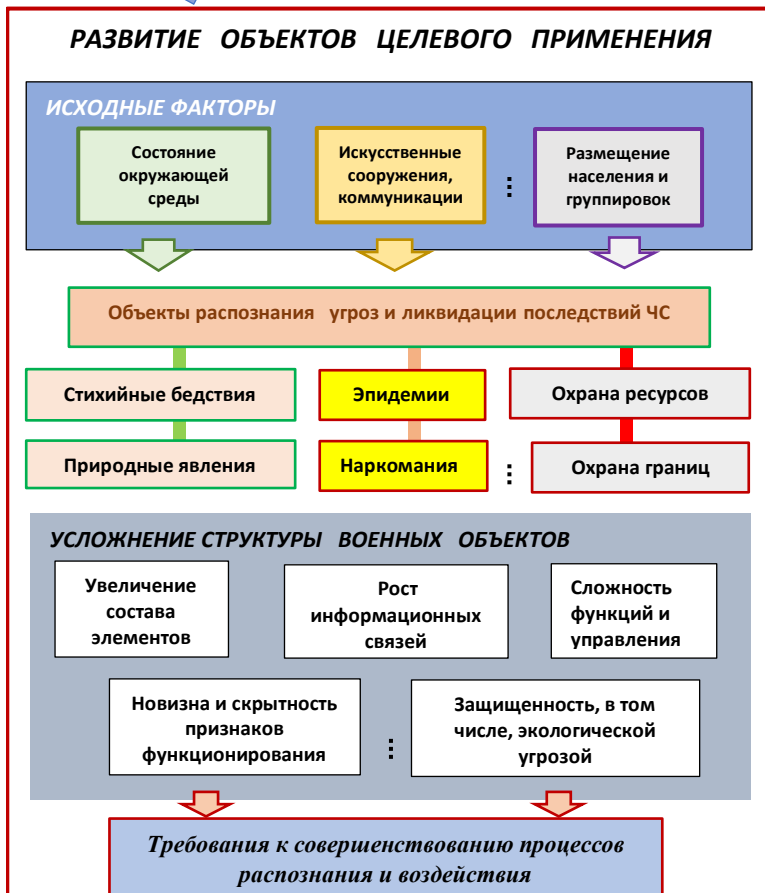 РАЗВИТИЕ ОБЪЕКТОВ ЦЕЛЕВОГО ПРИМЕНЕНИЯ
ИСХОДНЫЕ ФАКТОРЫ
Состояние
окружающей
среды
Искусственные
сооружения,
коммуникации
⋮
Размещение
населения и
группировок
Объекты распознания угроз и ликвидации последствий ЧС
Стихийные бедствия
Эпидемии
Охрана ресурсов
Природные явления
Наркомания
⋮
Охрана границ
УСЛОЖНЕНИЕ СТРУКТУРЫ ВОЕННЫХ ОБЪЕКТОВ
Увеличение
состава
элементов
Рост
информационных
связей
Сложность
функций и
управления
Новизна и скрытность
признаков
функционирования
⋮
Защищенность, в том
числе, экологической
угрозой
Требования к совершенствованию процессов
распознания и воздействия